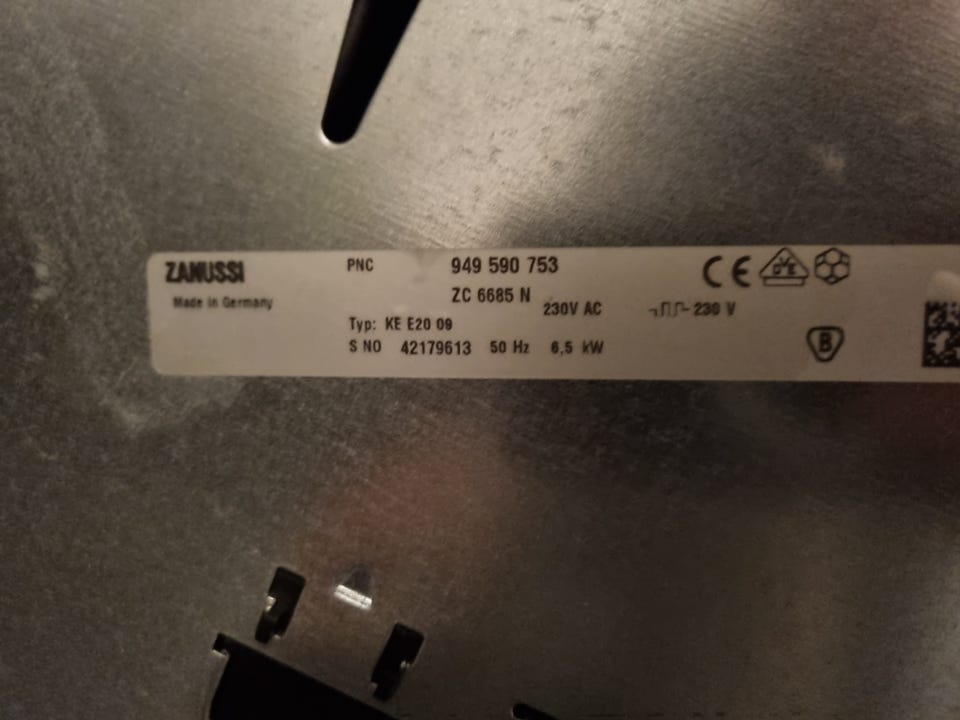 ZANUSSI
Made in Germany
PNC 949 590 753
ZC 6685 N
230V AC
Typ: KE E20 09
S NO 42179613 50 Hz 6,5 kW
CE
230 V
B